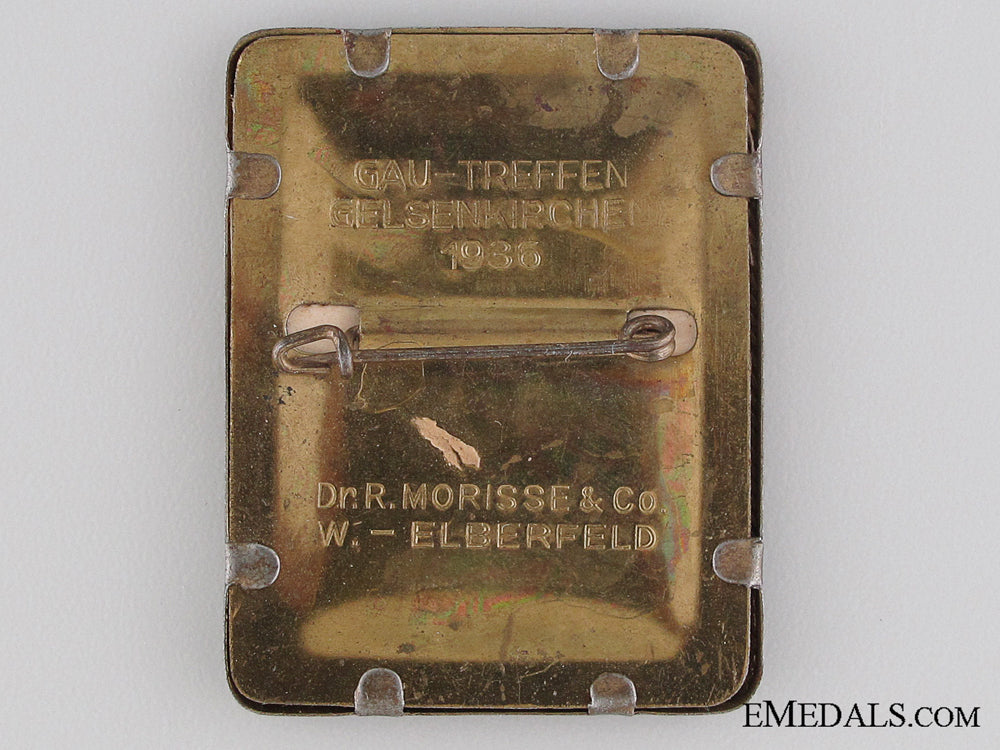 GAU-TREFFEN
GELSENKIRCHEN
1936
Dr. R. MORISSE & Co.
W. - ELBERFELD
EMEDALS.COM